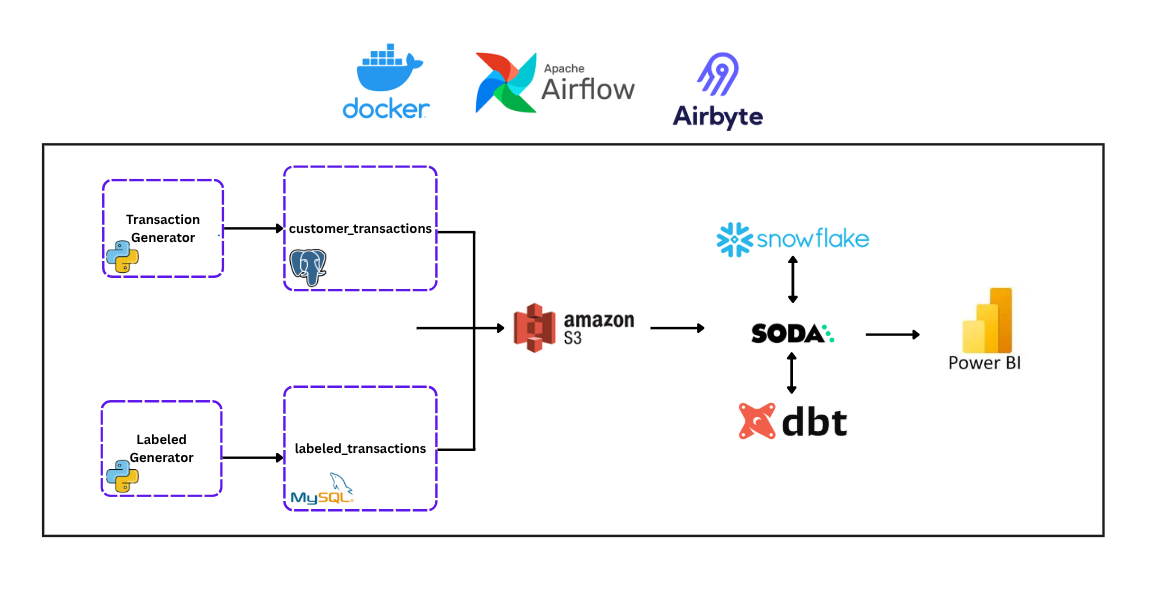 docker
Apache
Airflow
Airbyte
Transaction
Generator
customer_transactions
snowflake
amazon
S3
SODA
Power BI
dbt
Labeled
Generator
labeled_transactions
MySQL